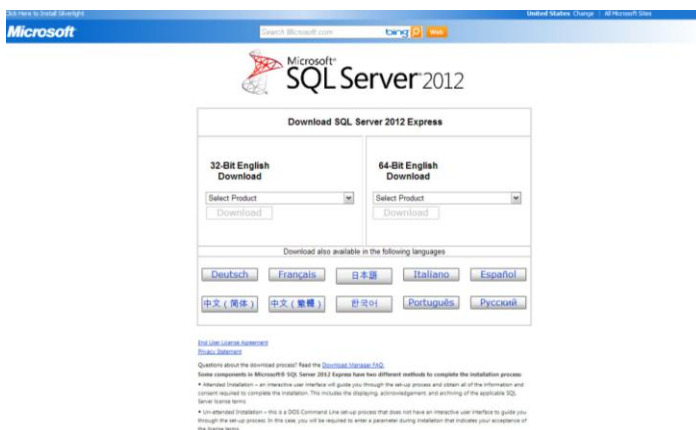 Click Here to Install Silverlight
United States Change | All Microsoft Sites
Microsoft
Search Microsoft.com
bing
Web
Microsoft®
SQL Server® 2012
Download SQL Server 2012 Express
32-Bit English
Download
64-Bit English
Download
Select Product
Select Product
Download
Download
Download also available in the following languages
Deutsch Français 日本語 Italiano Español
中文(简体) 中文(繁體) 한국어 Português Русский
End User License Agreement
Privacy Statement
Questions about the download process? Read the Download Manager FAQ.
Some components in Microsoft® SQL Server 2012 Express have two different methods to complete the installation process:
• Attended Installation – an interactive user interface will guide you through the set-up process and obtain all of the information and
consent required to complete the installation. This includes the displaying, acknowledgement, and archiving of the applicable SQL
Server license terms.
• Un-attended Installation – this is a DOS Command Line set-up process that does not have an interactive user interface to guide you
through the set-up process. In this case, you will be required to enter a parameter during installation that indicates your acceptance of
the license terms.